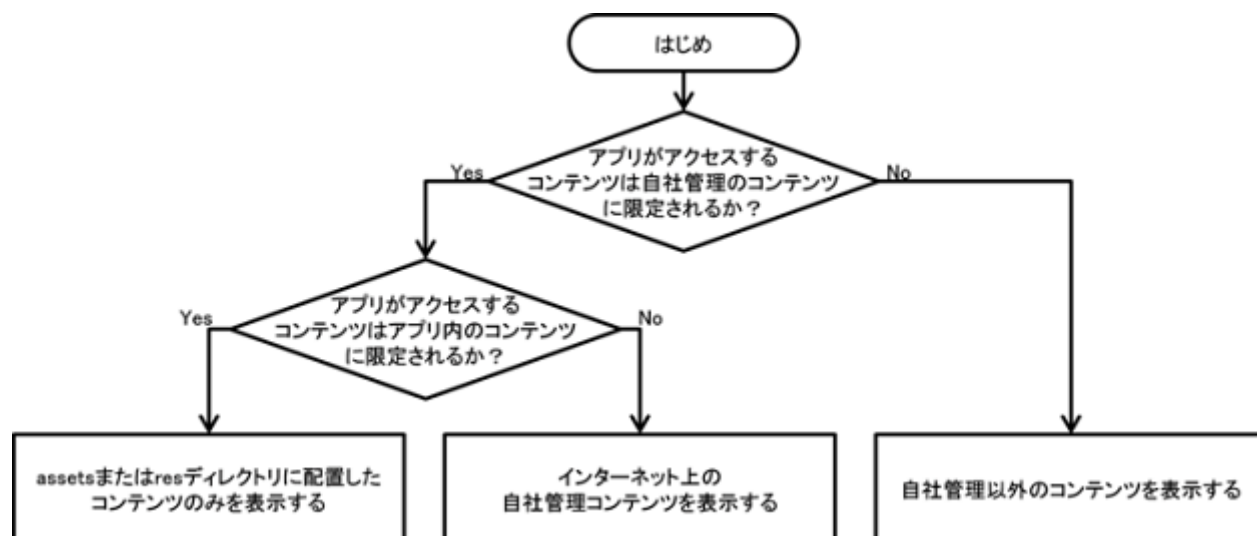 はじめ
アプリがアクセスする
コンテンツは自社管理のコンテンツ
に限定されるか？
Yes
No
アプリがアクセスする
コンテンツはアプリ内のコンテンツ
に限定されるか？
Yes
No
assetsまたはresディレクトリに配置した
コンテンツのみを表示する
インターネット上の
自社管理コンテンツを表示する
自社管理以外のコンテンツを表示する